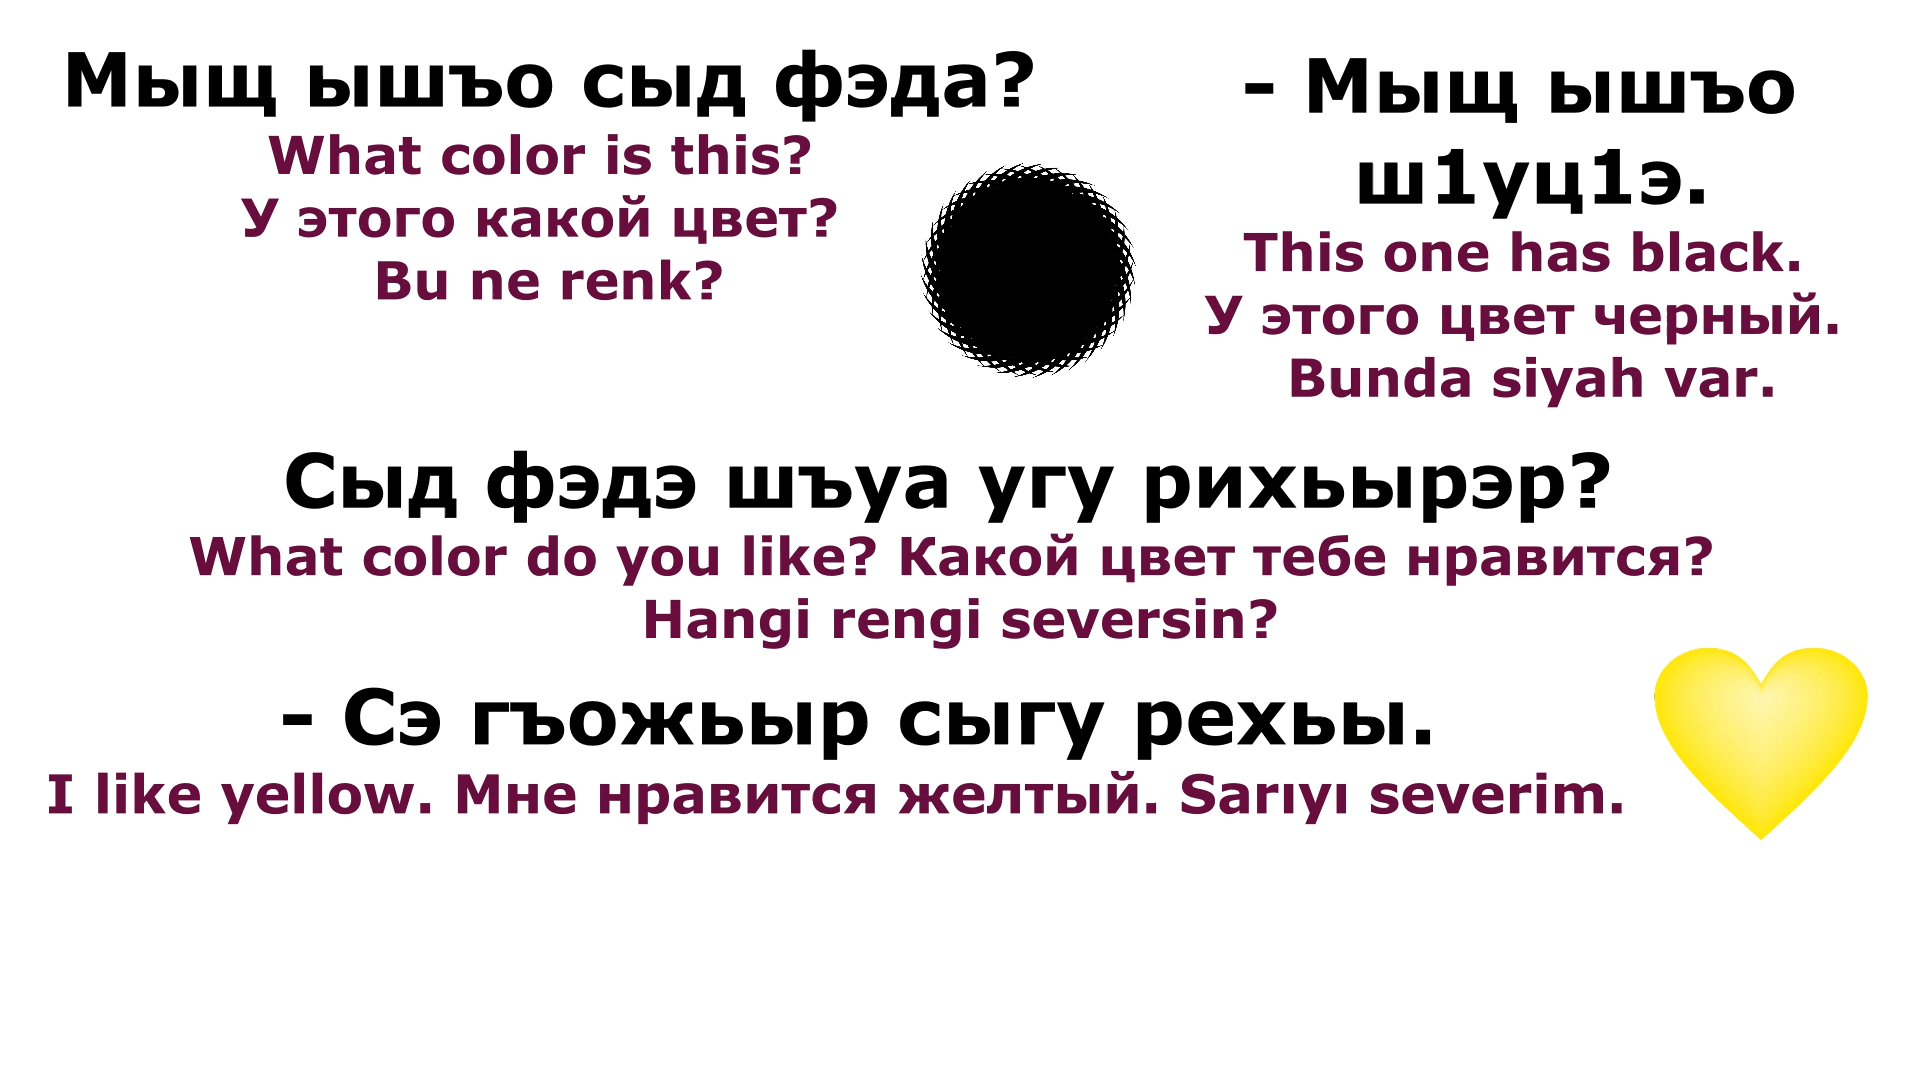 Мыщ ышъо сыд фэда?
What color is this?
У этого какой цвет?
Bu ne renk?
- Мыщ ышъо
ш1уц1э.
This one has black.
У этого цвет черный.
Bunda siyah var.
Сыд фэдэ шъуа угу рихьырэр?
What color do you like? Какой цвет тебе нравится?
Hangi rengi seversin?
- Сэ гъожьыр сыгу рехьы.
I like yellow. Мне нравится желтый. Sarıyı severim.